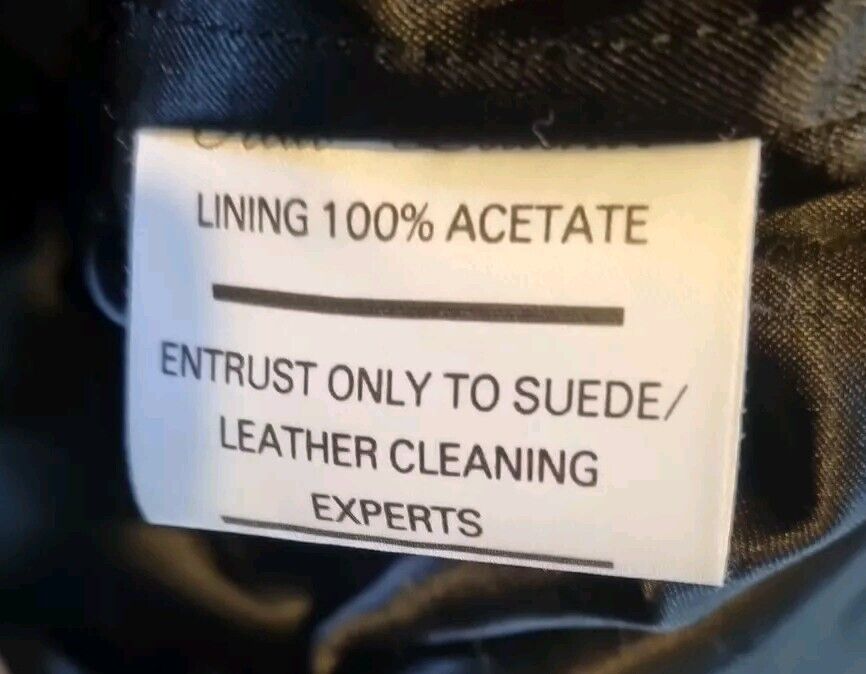 LINING 100% ACETATE
ENTRUST ONLY TO SUEDE/
LEATHER CLEANING
EXPERTS